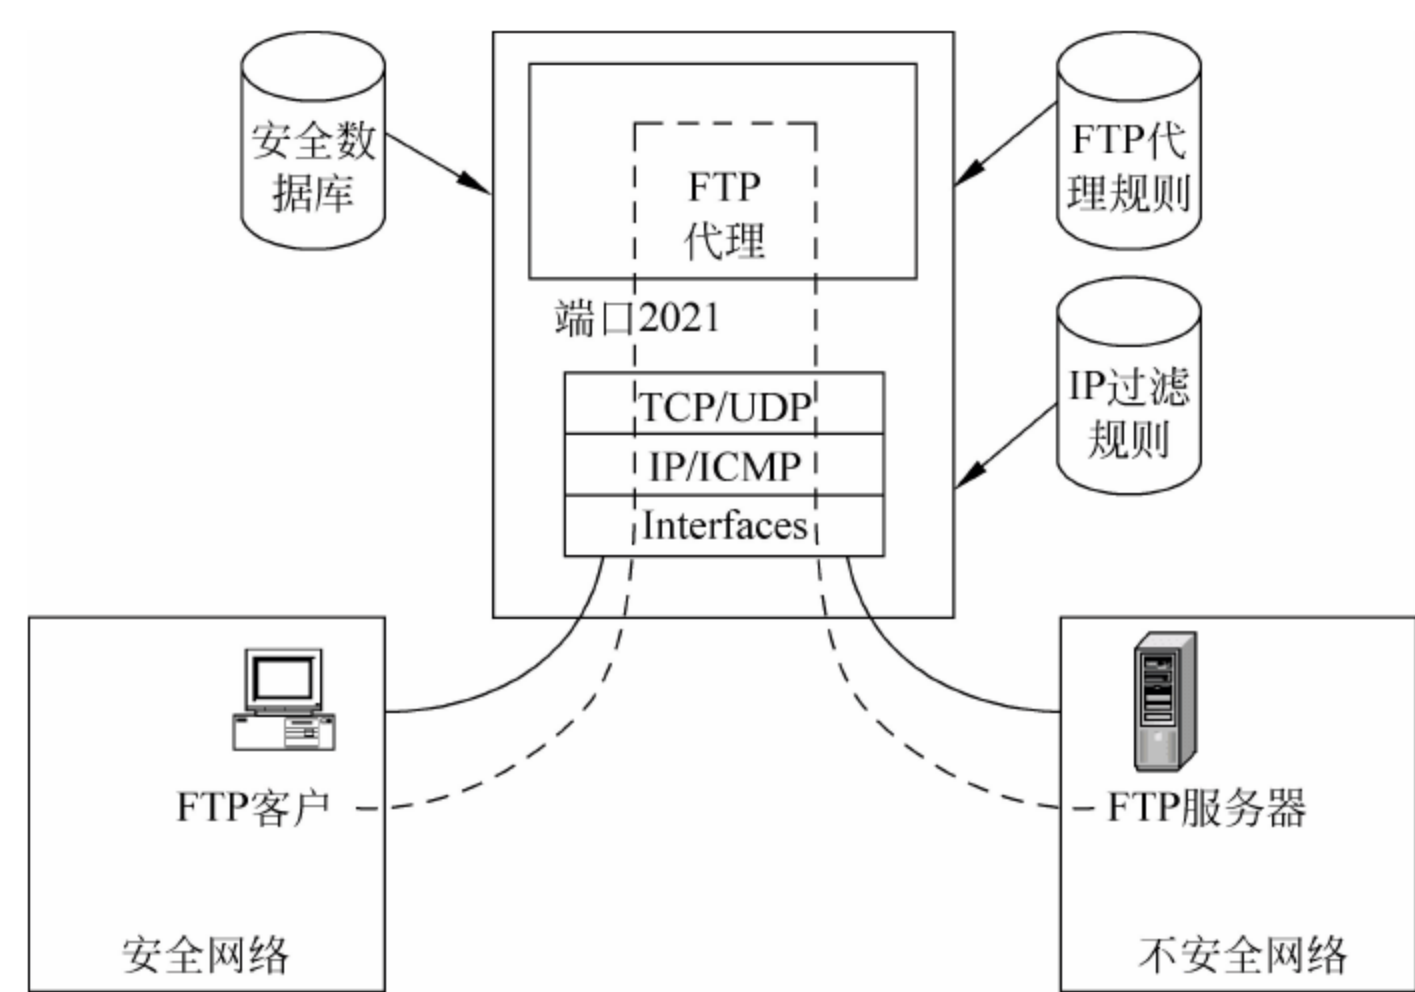 安全数
据库
FTP
代理
FTP代
理规则
端口2021
IP过滤
规则
TCP/UDP
IP/ICMP
Interfaces
FTP客户
安全网络
FTP服务器
不安全网络